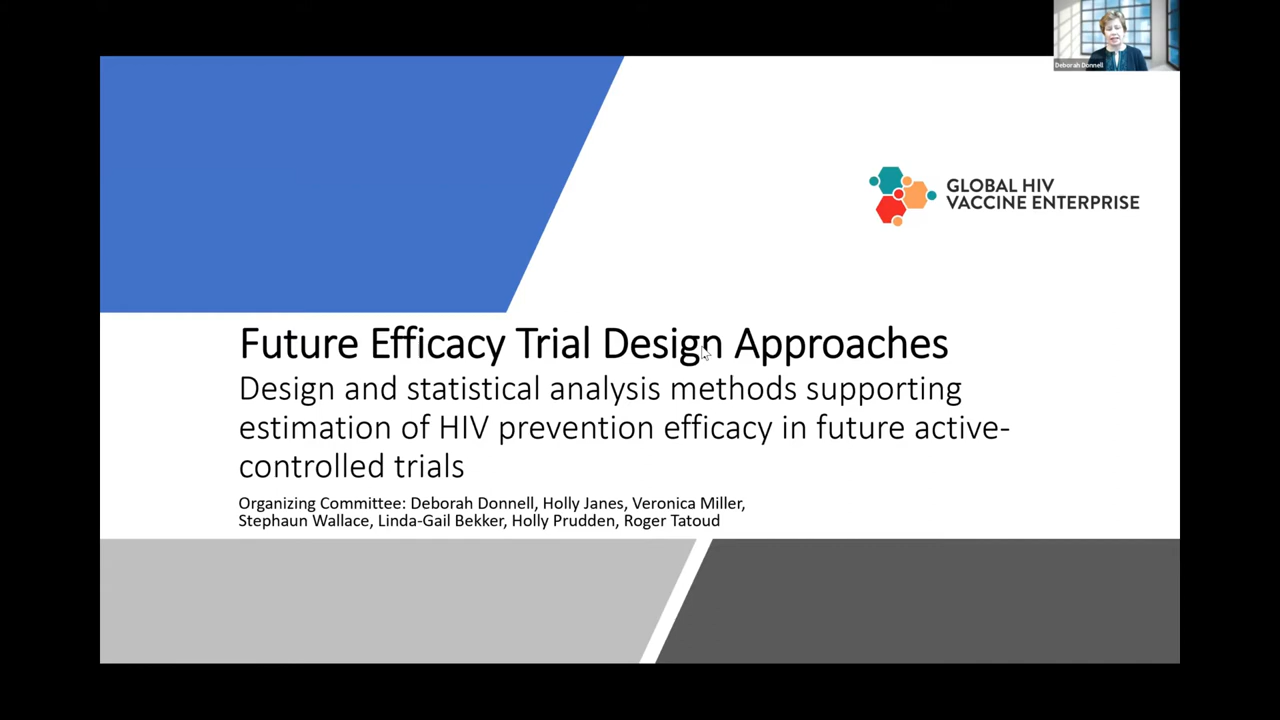 Deborah Donnell
GLOBAL HIV
VACCINE ENTERPRISE
Future Efficacy Trial Design Approaches
Design and statistical analysis methods supporting
estimation of HIV prevention efficacy in future active-
controlled trials
Organizing Committee: Deborah Donnell, Holly Janes, Veronica Miller,
Stephaun Wallace, Linda-Gail Bekker, Holly Prudden, Roger Tatoud